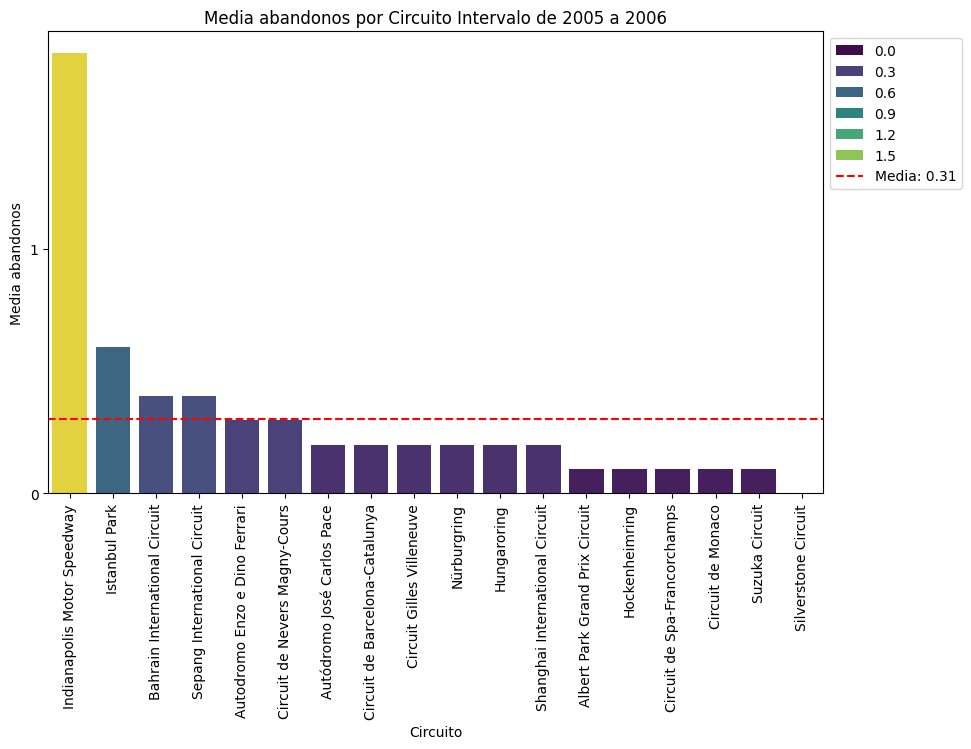 Media abandonos por Circuito Intervalo de 2005 a 2006
0.0
0.3
0.6
0.9
1.2
1.5
Media: 0.31
Media abandonos
1
0
Indianapolis Motor Speedway
Istanbul Park
Bahrain International Circuit
Sepang International Circuit
Autodromo Enzo e Dino Ferrari
Circuit de Nevers Magny-Cours
Autódromo José Carlos Pace
Circuit de Barcelona-Catalunya
Circuit Gilles Villeneuve
Nürburgring
Hungaroring
Shanghai International Circuit
Albert Park Grand Prix Circuit
Hockenheimring
Circuit de Spa-Francorchamps
Circuit de Monaco
Suzuka Circuit
Silverstone Circuit
Circuito